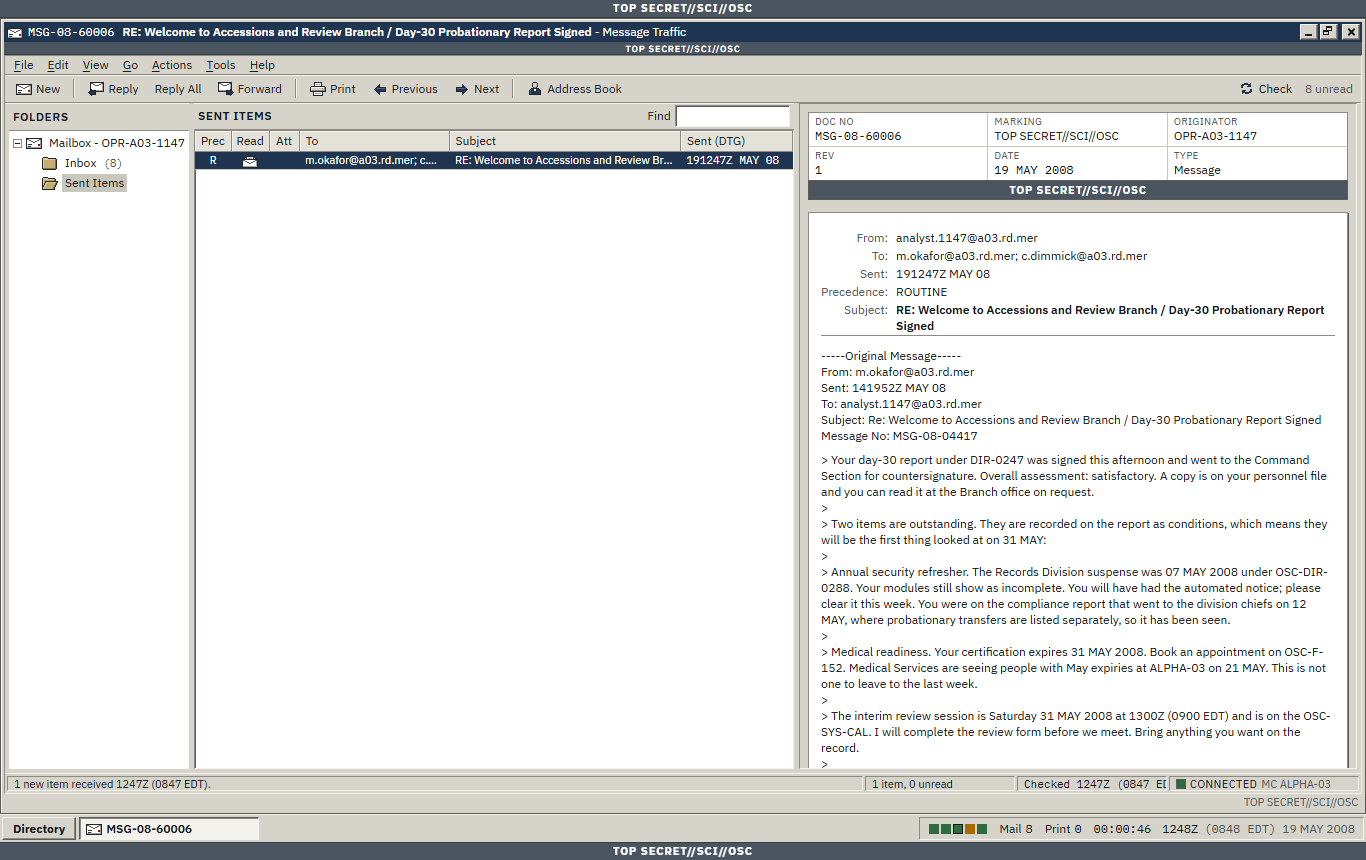 TOP SECRET//SCI//OSC
MSG-08-60006 RE: Welcome to Accessions and Review Branch / Day-30 Probationary Report Signed - Message Traffic
TOP SECRET//SCI//OSC
File Edit View Go Actions Tools Help
New Reply Reply All Forward Print Previous Next Address Book Check 8 unread
FOLDERS
Mailbox - OPR-A03-1147
Inbox (8)
Sent Items
SENT ITEMS Find
Prec Read Att To Subject Sent (DTG)
R m.okafor@a03.rd.mer; c.... RE: Welcome to Accessions and Review Br... 191247Z MAY 08
DOC NO MARKING ORIGINATOR
MSG-08-60006 TOP SECRET//SCI//OSC OPR-A03-1147
REV DATE TYPE
1 19 MAY 2008 Message
TOP SECRET//SCI//OSC
From: analyst.1147@a03.rd.mer
To: m.okafor@a03.rd.mer; c.dimmick@a03.rd.mer
Sent: 191247Z MAY 08
Precedence: ROUTINE
Subject: RE: Welcome to Accessions and Review Branch / Day-30 Probationary Report
Signed
-----Original Message-----
From: m.okafor@a03.rd.mer
Sent: 141952Z MAY 08
To: analyst.1147@a03.rd.mer
Subject: Re: Welcome to Accessions and Review Branch / Day-30 Probationary Report Signed
Message No: MSG-08-04417
> Your day-30 report under DIR-0247 was signed this afternoon and went to the Command
Section for countersignature. Overall assessment: satisfactory. A copy is on your personnel file
and you can read it at the Branch office on request.
>
> Two items are outstanding. They are recorded on the report as conditions, which means they
will be the first thing looked at on 31 MAY:
>
> Annual security refresher. The Records Division suspense was 07 MAY 2008 under OSC-DIR-
0288. Your modules still show as incomplete. You will have had the automated notice; please
clear it this week. You were on the compliance report that went to the division chiefs on 12
MAY, where probationary transfers are listed separately, so it has been seen.
>
> Medical readiness. Your certification expires 31 MAY 2008. Book an appointment on OSC-F-
152. Medical Services are seeing people with May expiries at ALPHA-03 on 21 MAY. This is not
one to leave to the last week.
>
> The interim review session is Saturday 31 MAY 2008 at 1300Z (0900 EDT) and is on the OSC-
SYS-CAL. I will complete the review form before we meet. Bring anything you want on the
record.
>
1 new item received 1247Z (0847 EDT). 1 item, 0 unread Checked 1247Z (0847 ED CONNECTED MC ALPHA-03
TOP SECRET//SCI//OSC
Directory MSG-08-60006 Mail 8 Print 0 00:00:46 1248Z (0848 EDT) 19 MAY 2008
TOP SECRET//SCI//OSC